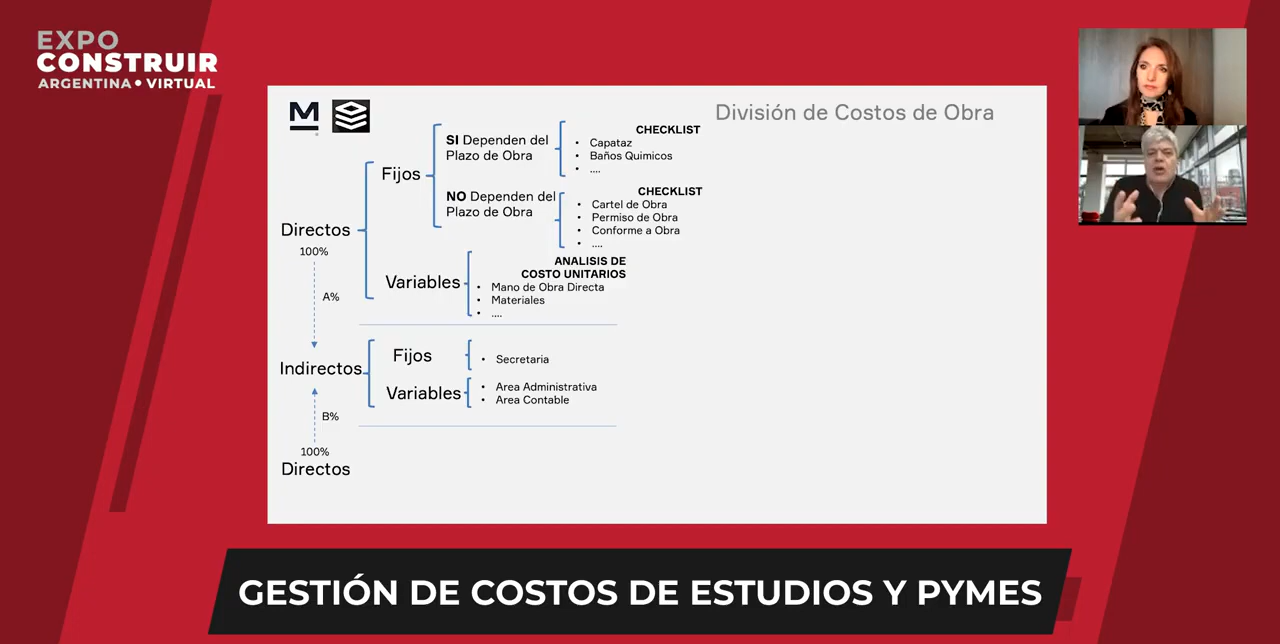 EXPO
CONSTRUIR
ARGENTINA • VIRTUAL
M
División de Costos de Obra
Directos
100%
A%
Fijos
SI Dependen del
Plazo de Obra
CHECKLIST
• Capataz
• Baños Quimicos
• ....
NO Dependen del
Plazo de Obra
CHECKLIST
• Cartel de Obra
• Permiso de Obra
• Conforme a Obra
• ....
Variables
ANALISIS DE
COSTO UNITARIOS
• Mano de Obra Directa
• Materiales
• ....
Indirectos
Fijos
• Secretaria
Variables
• Area Administrativa
• Area Contable
B%
100%
Directos
GESTIÓN DE COSTOS DE ESTUDIOS Y PYMES